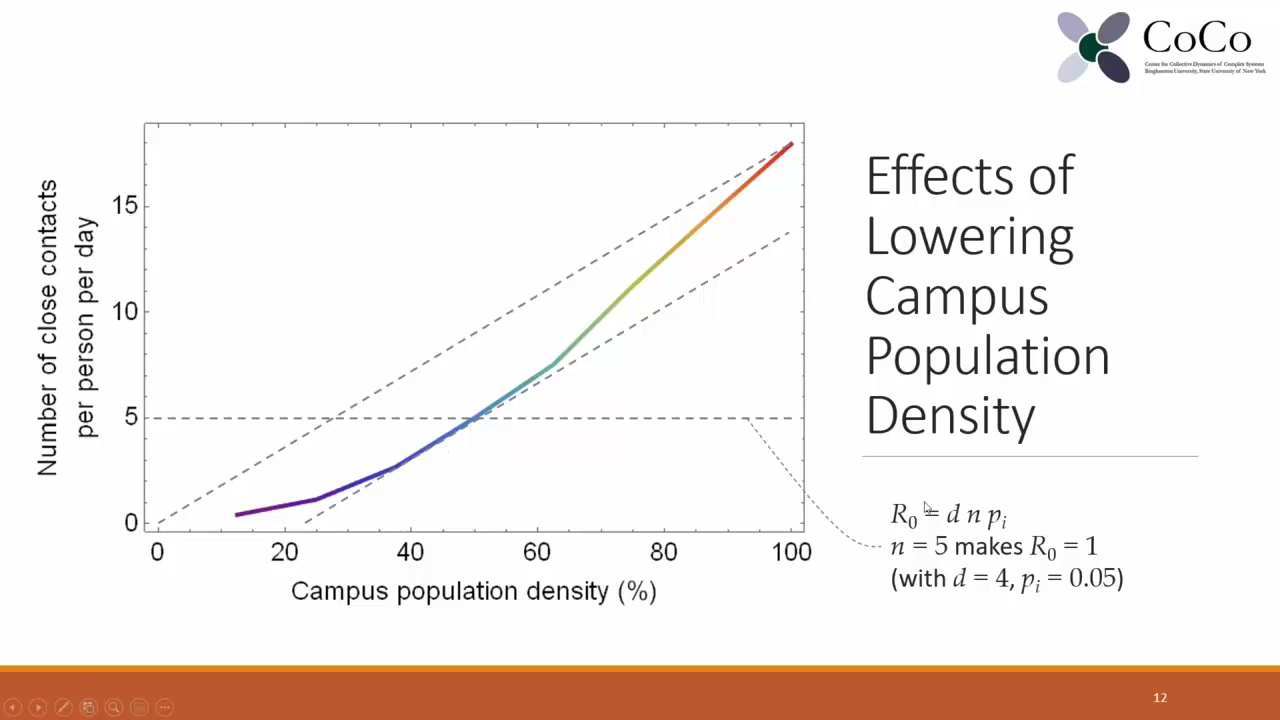 CoCo
Center for Collective Dynamics of Complex Systems
Binghamton University, State University of New York
Effects of
Lowering
Campus
Population
Density
Number of close contacts
per person per day
15
10
5
0
0 20 40 60 80 100
Campus population density (%)
R₀ = d n pᵢ
n = 5 makes R₀ = 1
(with d = 4, pᵢ = 0.05)
12